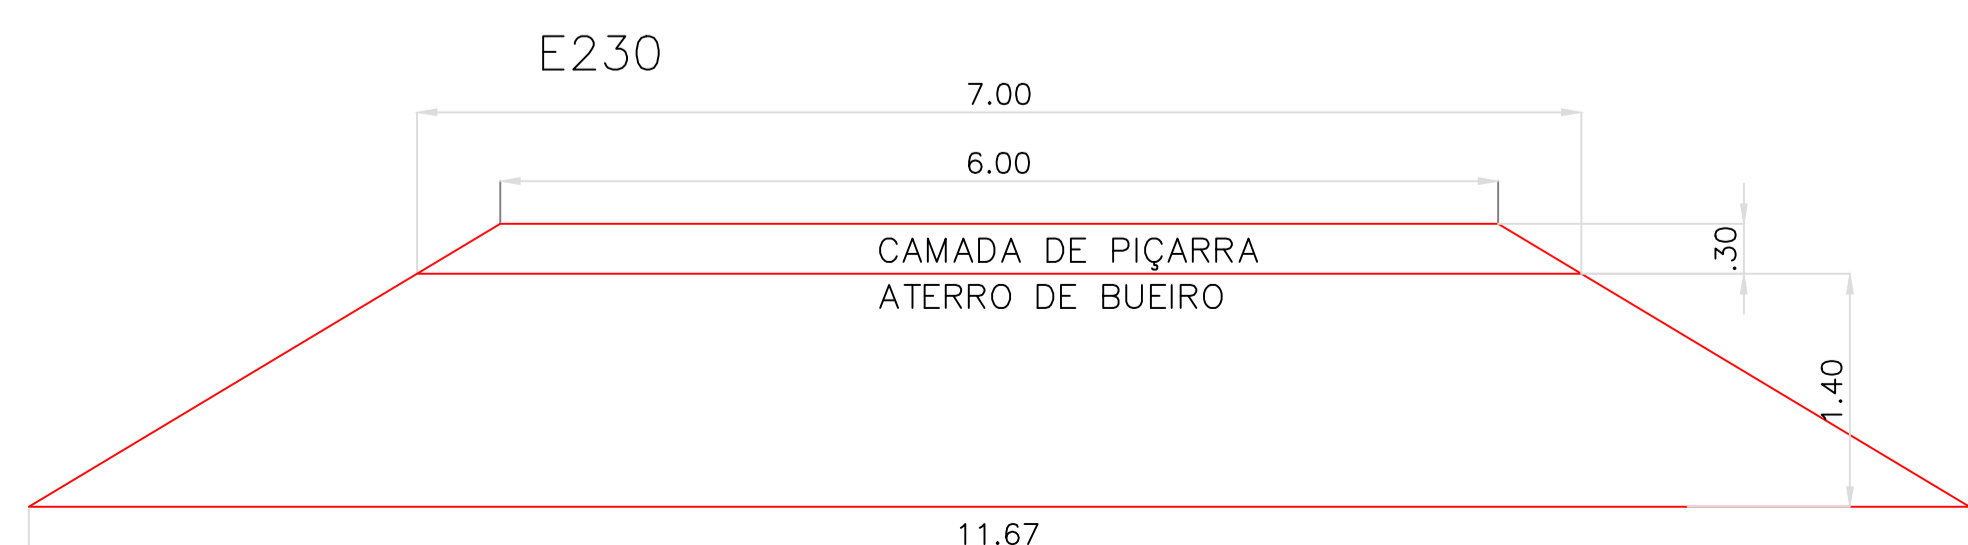 E230
7.00
6.00
CAMADA DE PIÇARRA
.30
ATERRO DE BUEIRO
1.40
11.67